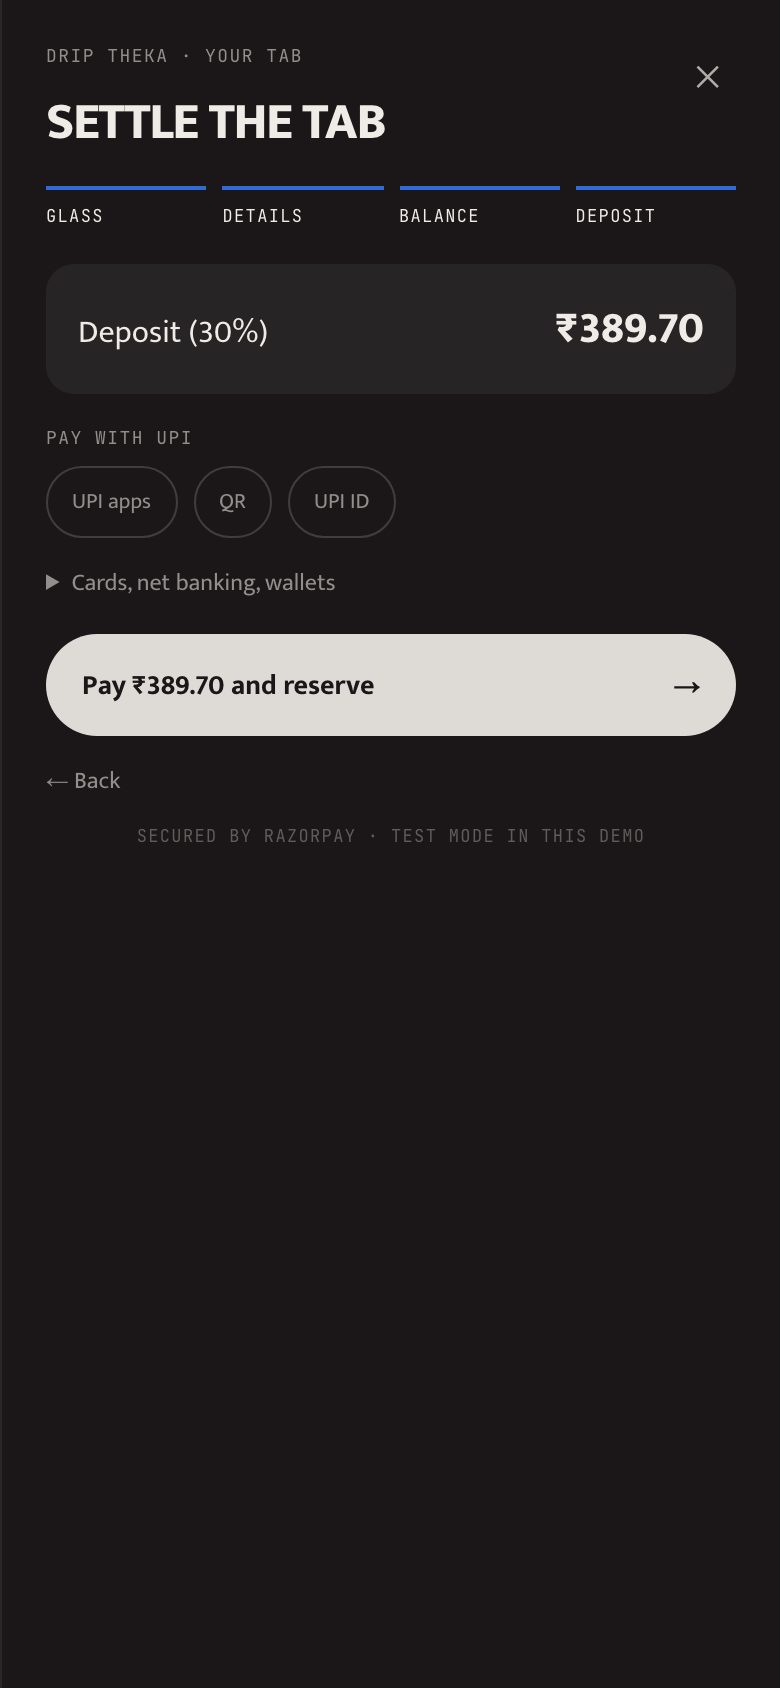 DRIP THEKA · YOUR TAB
SETTLE THE TAB
GLASS DETAILS BALANCE DEPOSIT
Deposit (30%) ₹389.70
PAY WITH UPI
UPI apps QR UPI ID
▶ Cards, net banking, wallets
Pay ₹389.70 and reserve →
← Back
SECURED BY RAZORPAY · TEST MODE IN THIS DEMO